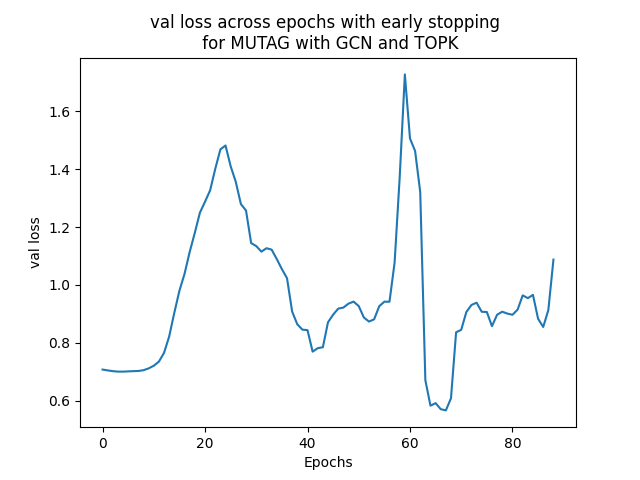 val loss across epochs with early stopping
for MUTAG with GCN and TOPK
1.6
1.4
1.2
1.0
0.8
0.6
val loss
0
20
40
60
80
Epochs